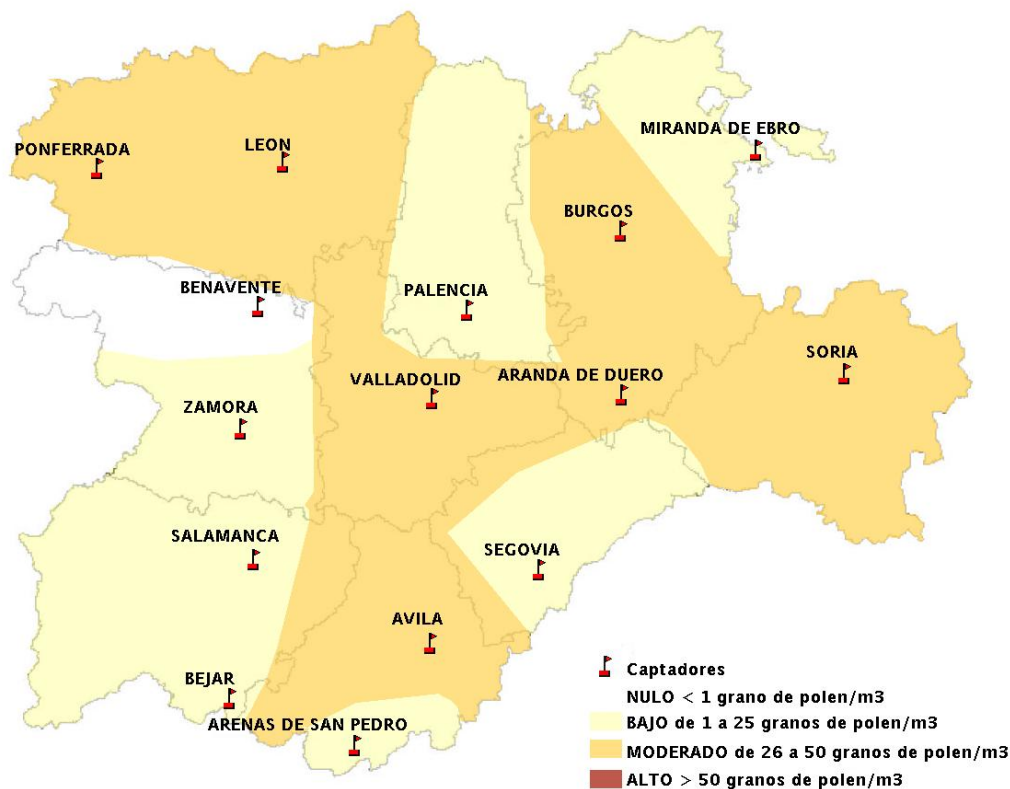 MIRANDA DE EBRO
LEON
PONFERRADA
BURGOS
BENAVENTE
PALENCIA
SORIA
VALLADOLID
ARANDA DE DUERO
ZAMORA
SALAMANCA
SEGOVIA
AVILA
BEJAR
ARENAS DE SAN PEDRO
Captadores
NULO < 1 grano de polen/m3
BAJO de 1 a 25 granos de polen/m3
MODERADO de 26 a 50 granos de polen/m3
ALTO > 50 granos de polen/m3